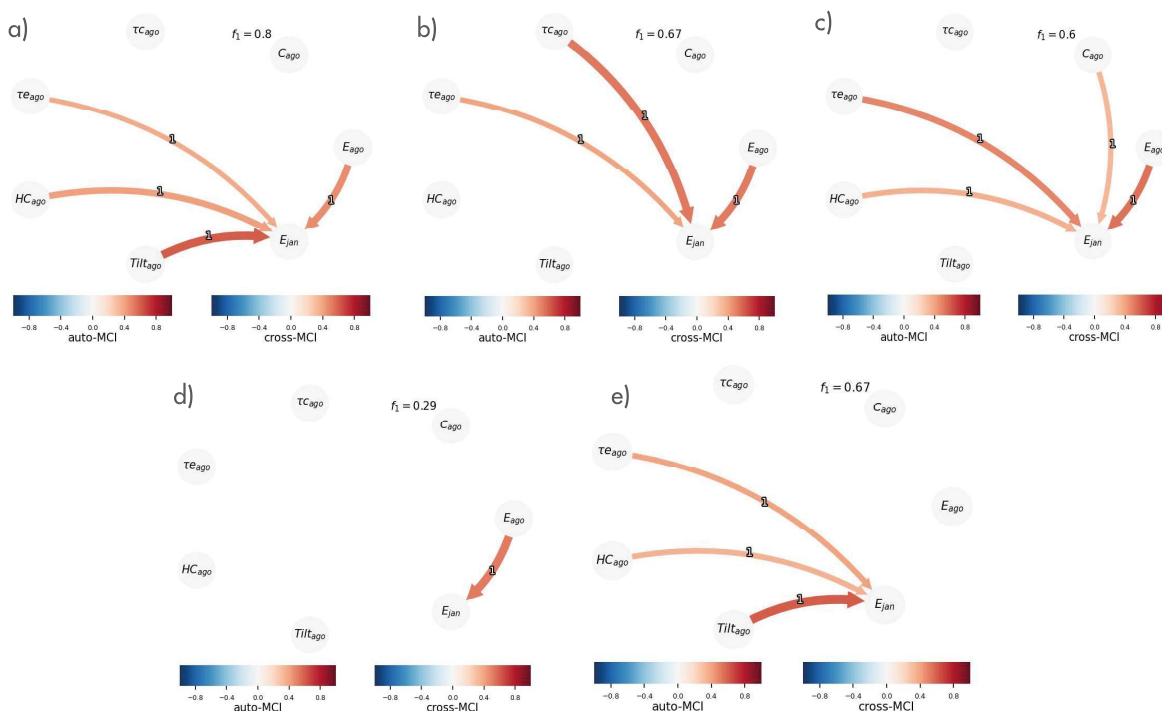 a)
τc_ago
f₁ = 0.8
C_ago
τe_ago
1
E_ago
HC_ago
1
1
E_jan
1
Tilt_ago
−0.8 −0.4 0.0 0.4 0.8
auto-MCI
−0.8 −0.4 0.0 0.4 0.8
cross-MCI
b)
τc_ago
f₁ = 0.67
C_ago
τe_ago
1
1
E_ago
HC_ago
1
E_jan
Tilt_ago
−0.8 −0.4 0.0 0.4 0.8
auto-MCI
−0.8 −0.4 0.0 0.4 0.8
cross-MCI
c)
τc_ago
f₁ = 0.6
C_ago
τe_ago
1
1
E_ago
HC_ago
1
1
E_jan
Tilt_ago
−0.8 −0.4 0.0 0.4 0.8
auto-MCI
−0.8 −0.4 0.0 0.4 0.8
cross-MCI
d)
τc_ago
f₁ = 0.29
C_ago
τe_ago
E_ago
HC_ago
1
E_jan
Tilt_ago
−0.8 −0.4 0.0 0.4 0.8
auto-MCI
−0.8 −0.4 0.0 0.4 0.8
cross-MCI
e)
τc_ago
f₁ = 0.67
C_ago
τe_ago
1
E_ago
HC_ago
1
1
E_jan
Tilt_ago
−0.8 −0.4 0.0 0.4 0.8
auto-MCI
−0.8 −0.4 0.0 0.4 0.8
cross-MCI